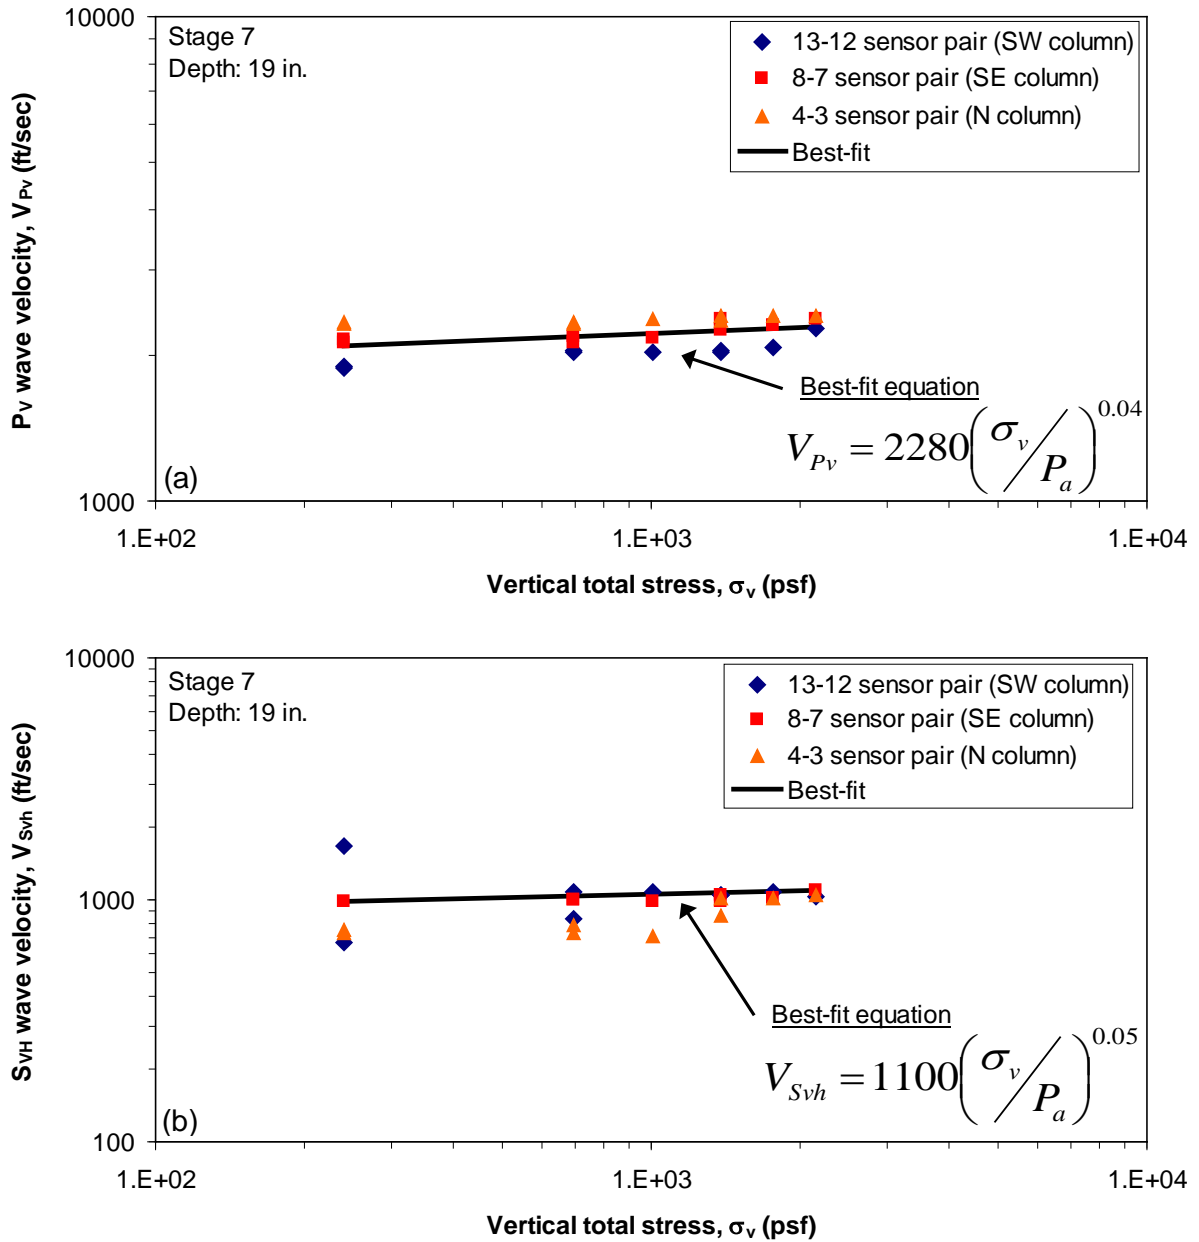 10000
Stage 7
Depth: 19 in.
13-12 sensor pair (SW column)
8-7 sensor pair (SE column)
4-3 sensor pair (N column)
Best-fit
PV wave velocity, VPv (ft/sec)
Best-fit equation
VPv = 2280(σv/Pa)^0.04
(a)
1000
1.E+02 1.E+03 1.E+04
Vertical total stress, σv (psf)
10000
Stage 7
Depth: 19 in.
13-12 sensor pair (SW column)
8-7 sensor pair (SE column)
4-3 sensor pair (N column)
Best-fit
SVH wave velocity, VSvh (ft/sec)
1000
Best-fit equation
VSvh = 1100(σv/Pa)^0.05
(b)
100
1.E+02 1.E+03 1.E+04
Vertical total stress, σv (psf)